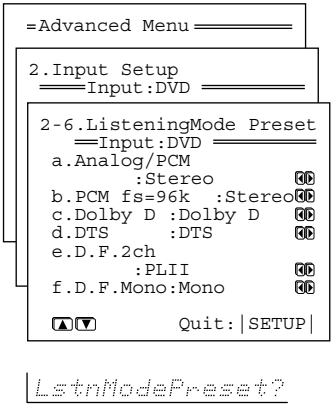 =Advanced Menu
2.Input Setup
Input:DVD
2-6.ListeningMode Preset
Input:DVD
a.Analog/PCM
:Stereo
b.PCM fs=96k :Stereo
c.Dolby D :Dolby D
d.DTS :DTS
e.D.F.2ch
:PLII
f.D.F.Mono:Mono
Quit:|SETUP|
LstnModePreset?